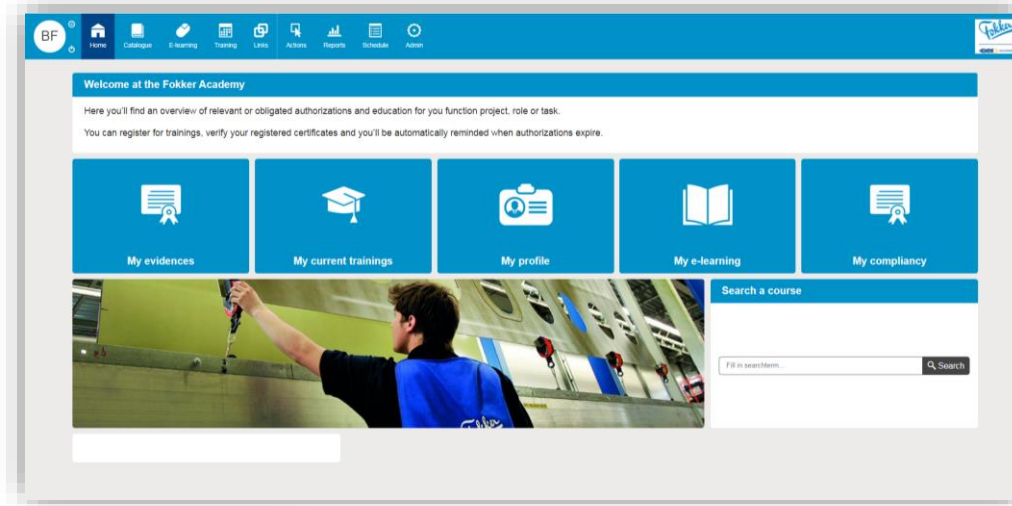 BF
Home
Catalogue
E-learning
Training
Links
Actions
Reports
Schedule
Admin
Fokker
Welcome at the Fokker Academy
Here you'll find an overview of relevant or obligated authorizations and education for you function project, role or task.
You can register for trainings, verify your registered certificates and you'll be automatically reminded when authorizations expire.
My evidences
My current trainings
My profile
My e-learning
My compliancy
Search a course
Fill in searchterm...
Search
Fokker